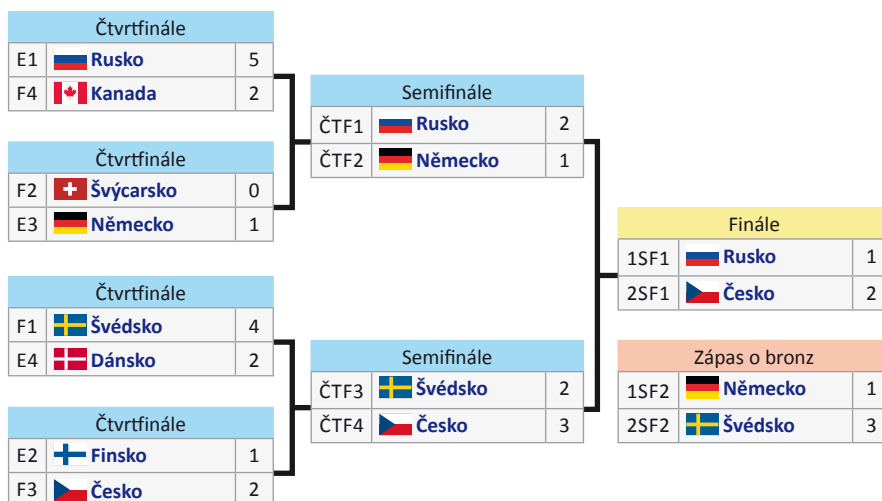 Čtvrtfinále
E1 Rusko 5
F4 Kanada 2
Čtvrtfinále
F2 Švýcarsko 0
E3 Německo 1
Čtvrtfinále
F1 Švédsko 4
E4 Dánsko 2
Čtvrtfinále
E2 Finsko 1
F3 Česko 2
Semifinále
ČTF1 Rusko 2
ČTF2 Německo 1
Semifinále
ČTF3 Švédsko 2
ČTF4 Česko 3
Finále
1SF1 Rusko 1
2SF1 Česko 2
Zápas o bronz
1SF2 Německo 1
2SF2 Švédsko 3